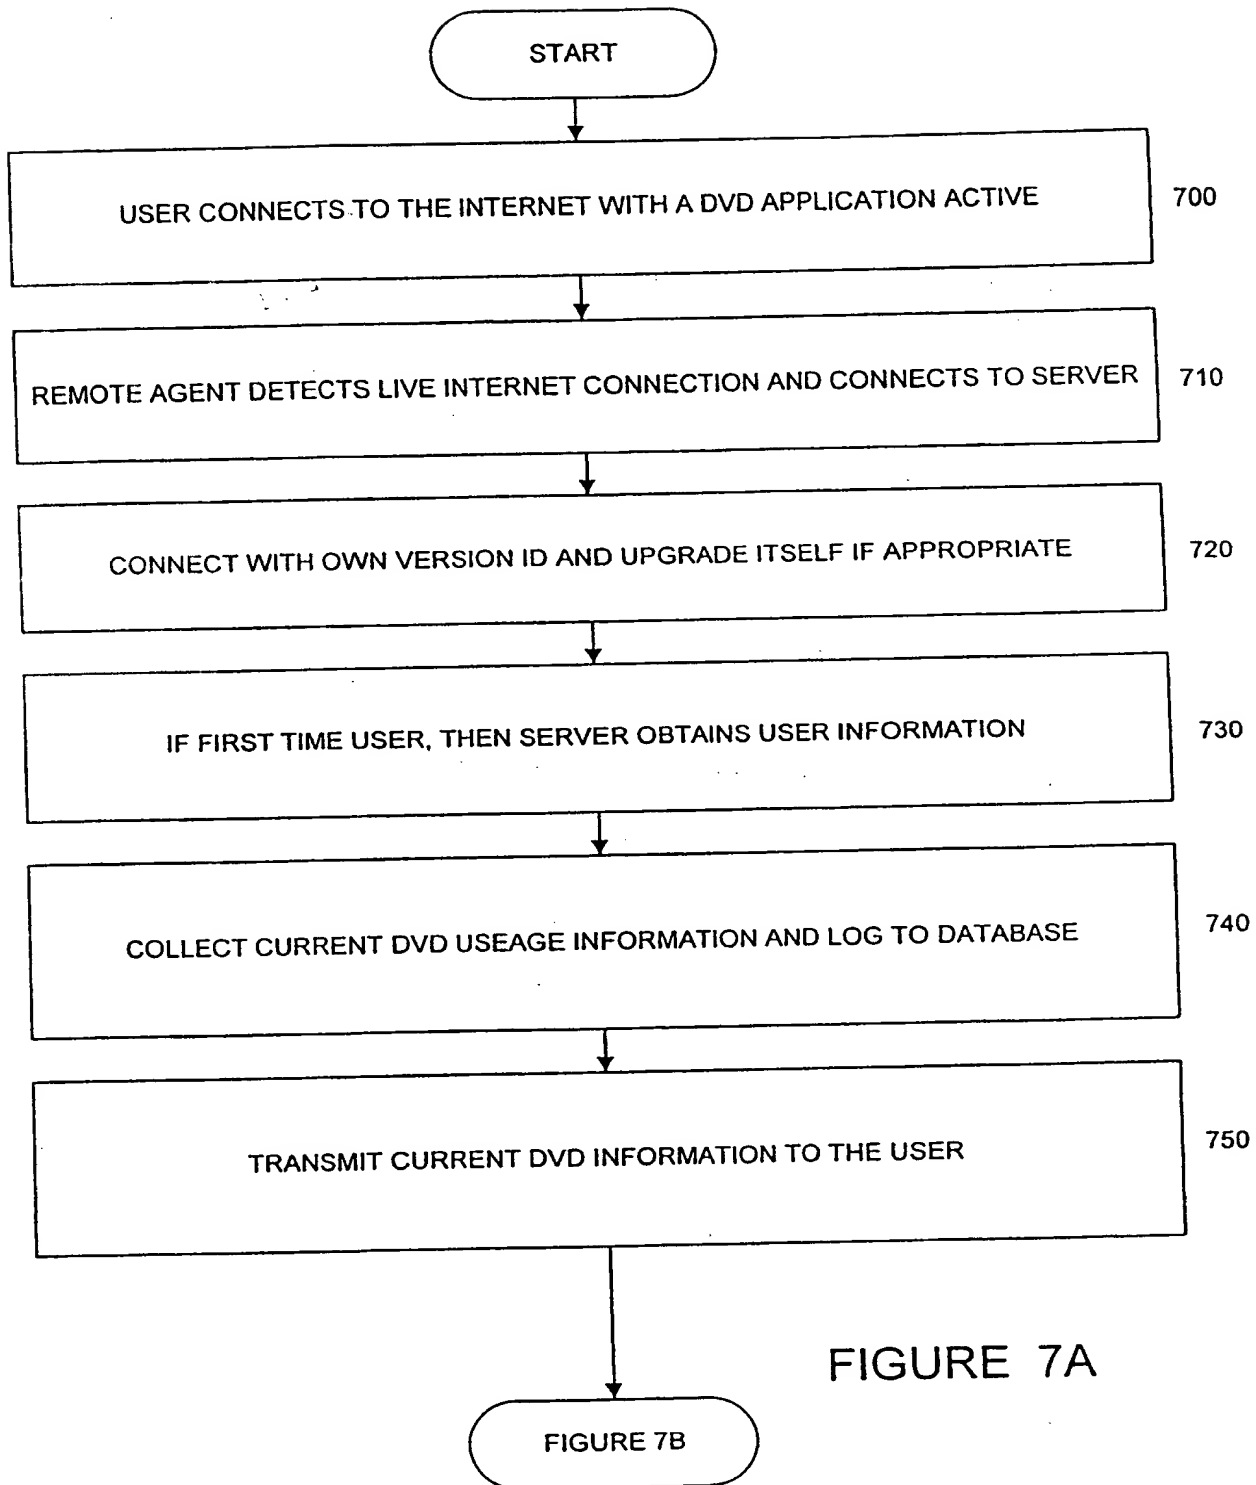 START
USER CONNECTS TO THE INTERNET WITH A DVD APPLICATION ACTIVE
700
REMOTE AGENT DETECTS LIVE INTERNET CONNECTION AND CONNECTS TO SERVER
710
CONNECT WITH OWN VERSION ID AND UPGRADE ITSELF IF APPROPRIATE
720
IF FIRST TIME USER, THEN SERVER OBTAINS USER INFORMATION
730
COLLECT CURRENT DVD USEAGE INFORMATION AND LOG TO DATABASE
740
TRANSMIT CURRENT DVD INFORMATION TO THE USER
750
FIGURE 7A
FIGURE 7B